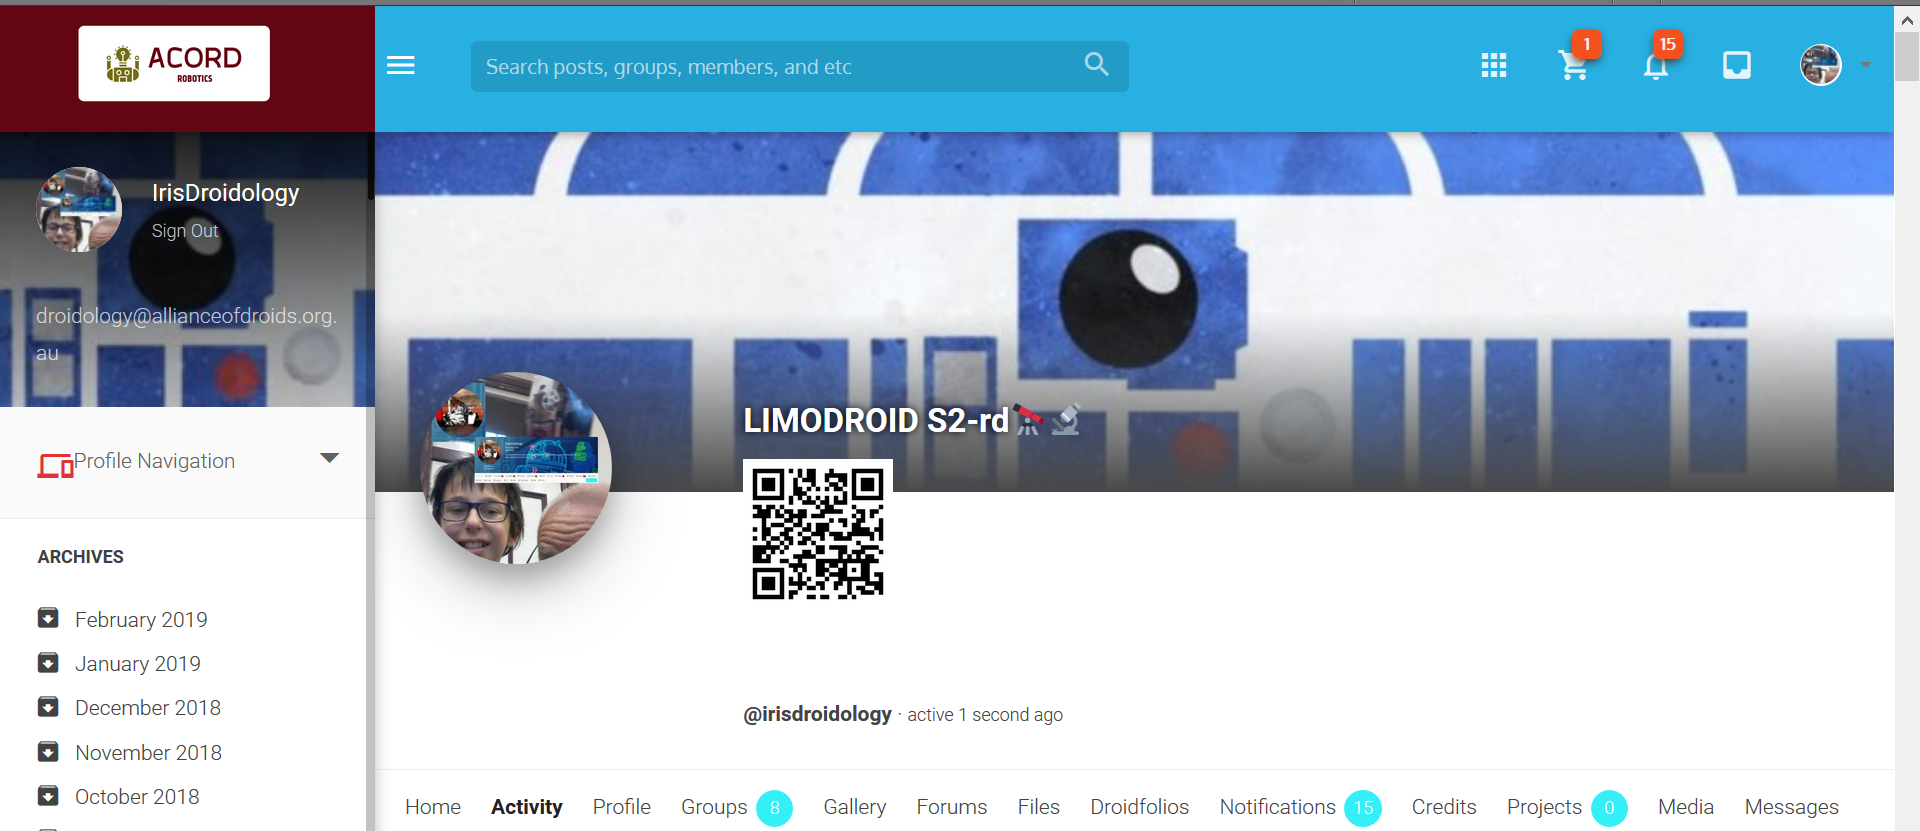 ACORD
ROBOTICS
Search posts, groups, members, and etc
1
15
IrisDroidology
Sign Out
droidology@allianceofdroids.org.
au
LIMODROID S2-rd
Profile Navigation
ARCHIVES
February 2019
January 2019
December 2018
November 2018
October 2018
@irisdroidology · active 1 second ago
Home Activity Profile Groups 8 Gallery Forums Files Droidfolios Notifications 15 Credits Projects 0 Media Messages